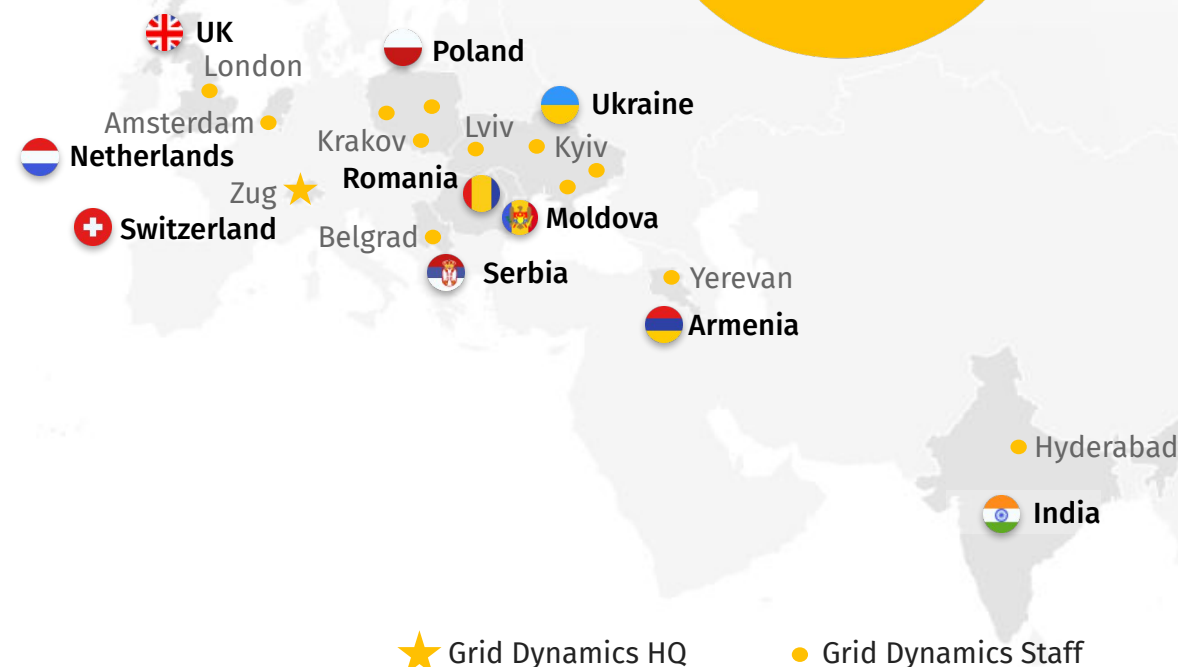 UK
London
Poland
Ukraine
Amsterdam
Lviv
Krakov
Kyiv
Netherlands
Romania
Zug
Moldova
Switzerland
Belgrad
Serbia
Yerevan
Armenia
Hyderabad
India
Grid Dynamics HQ
Grid Dynamics Staff